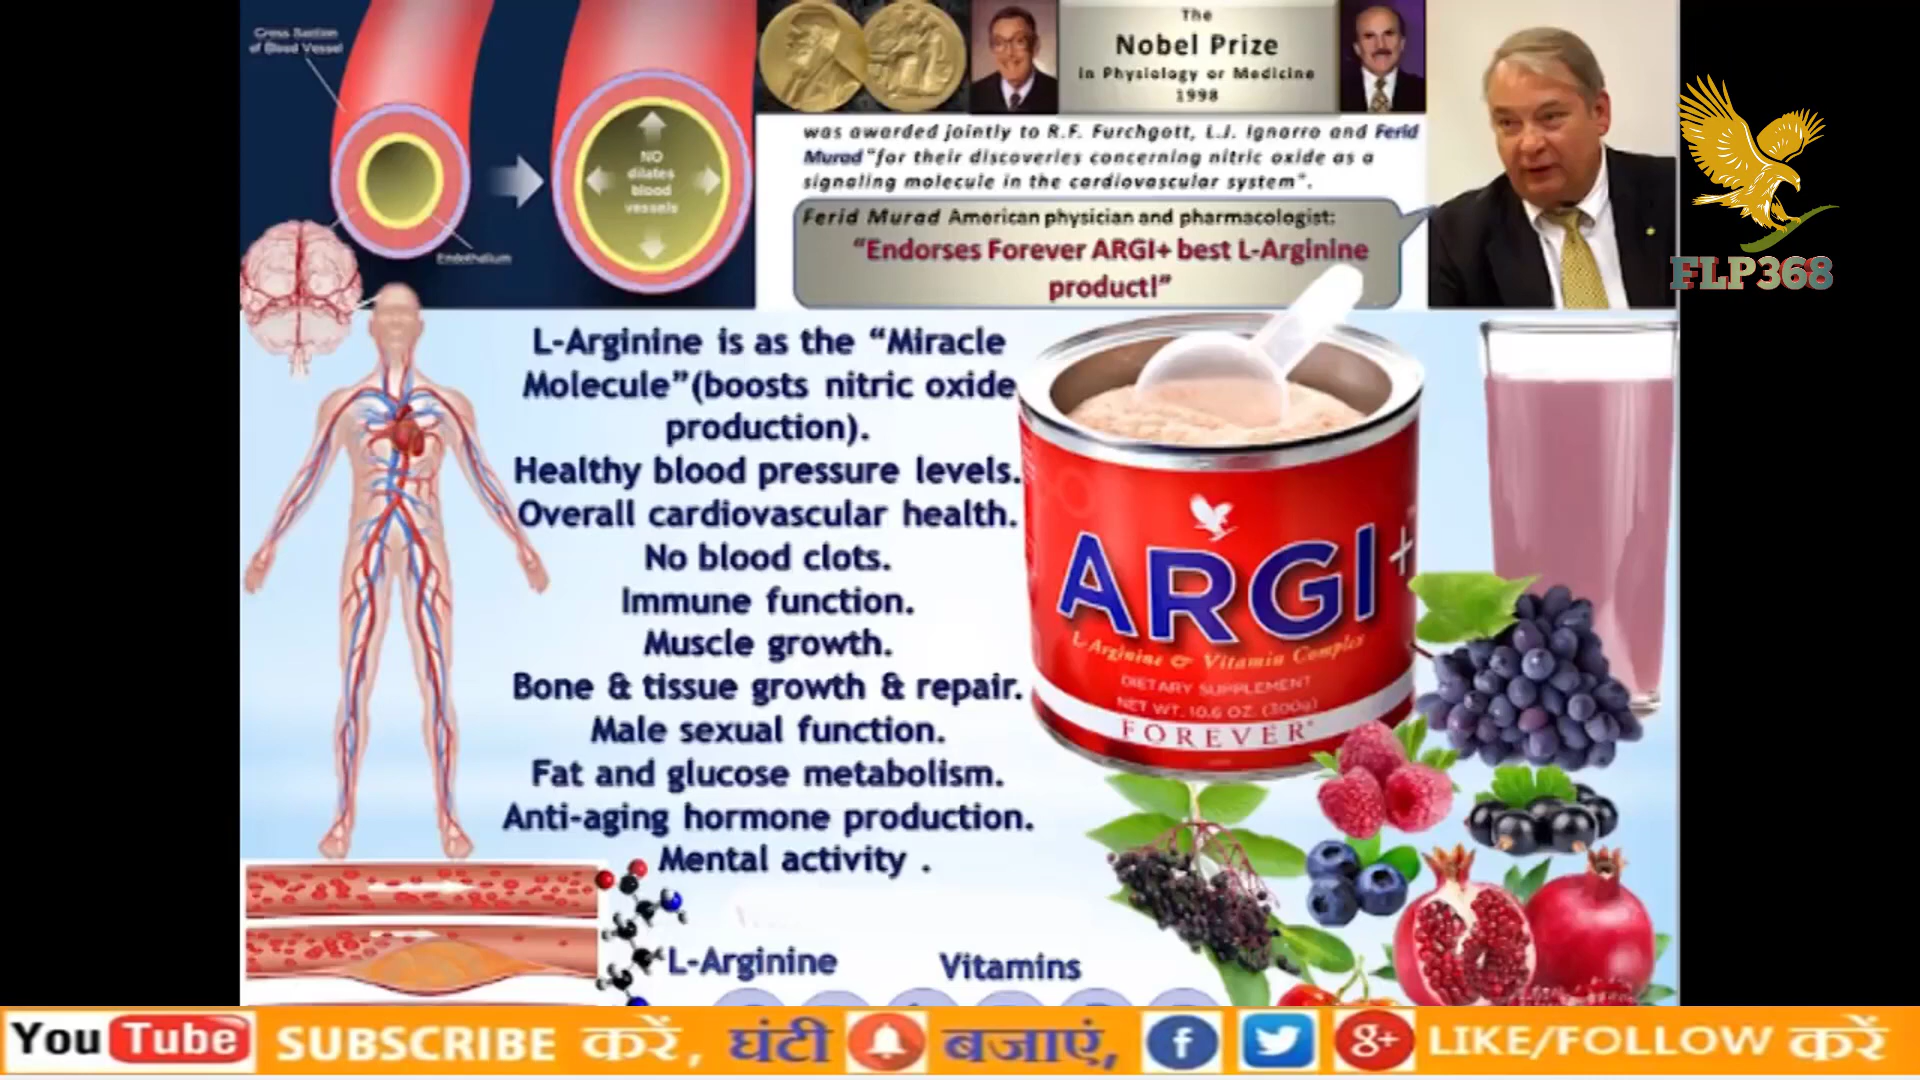 Cross Section
of Blood Vessel
NO
dilates
blood
vessels
Endothelium
The
Nobel Prize
in Physiology or Medicine
1998
was awarded jointly to R.F. Furchgott, L.J. Ignarro and Ferid
Murad "for their discoveries concerning nitric oxide as a
signaling molecule in the cardiovascular system".
Ferid Murad American physician and pharmacologist:
"Endorses Forever ARGI+ best L-Arginine
product!"
FLP368
L-Arginine is as the "Miracle
Molecule"(boosts nitric oxide
production).
Healthy blood pressure levels.
Overall cardiovascular health.
No blood clots.
Immune function.
Muscle growth.
Bone & tissue growth & repair.
Male sexual function.
Fat and glucose metabolism.
Anti-aging hormone production.
Mental activity .
ARGI+
L-Arginine & Vitamin Complex
DIETARY SUPPLEMENT
NET WT. 10.6 OZ. (300g)
FOREVER®
L-Arginine Vitamins
YouTube SUBSCRIBE करें, घंटी बजाएं, f g+ LIKE/FOLLOW करें